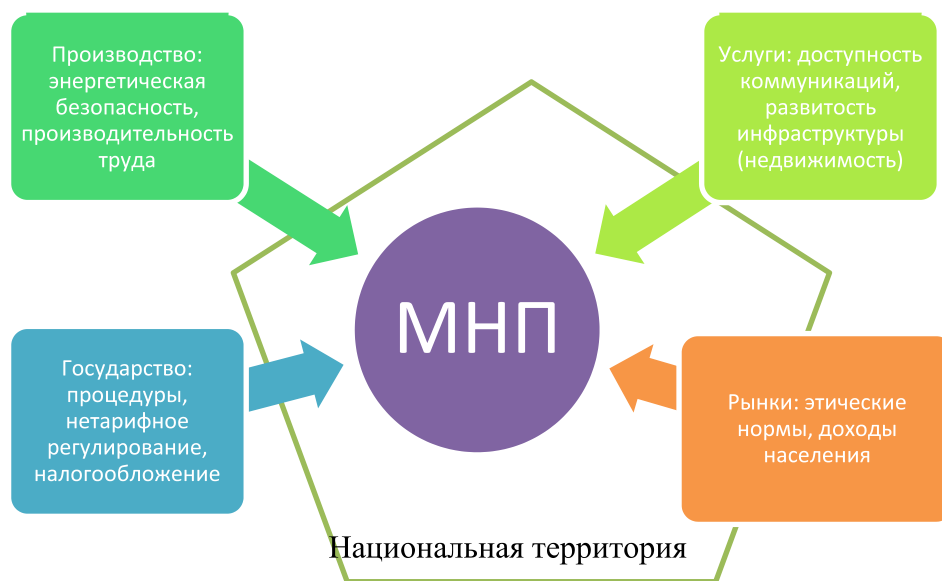 Производство:
энергетическая
безопасность,
производительность
труда
Услуги: доступность
коммуникаций,
развитость
инфраструктуры
(недвижимость)
МНП
Государство:
процедуры,
нетарифное
регулирование,
налогообложение
Рынки: этические
нормы, доходы
населения
Национальная территория